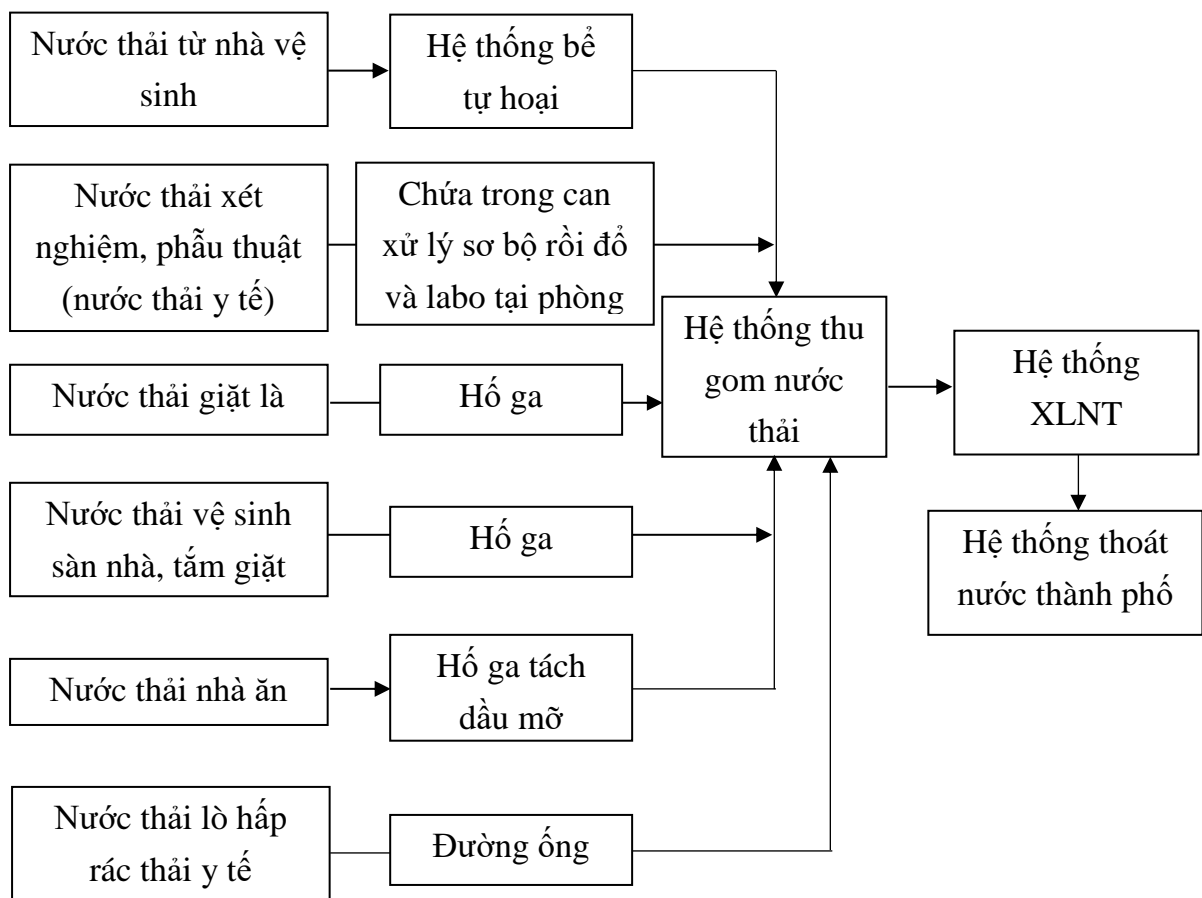 Nước thải từ nhà vệ
sinh
Hệ thống bể
tự hoại
Nước thải xét
nghiệm, phẫu thuật
(nước thải y tế)
Chứa trong can
xử lý sơ bộ rồi đổ
và labo tại phòng
Hệ thống thu
gom nước
thải
Hệ thống
XLNT
Nước thải giặt là
Hố ga
Nước thải vệ sinh
sàn nhà, tắm giặt
Hố ga
Hệ thống thoát
nước thành phố
Nước thải nhà ăn
Hố ga tách
dầu mỡ
Nước thải lò hấp
rác thải y tế
Đường ống